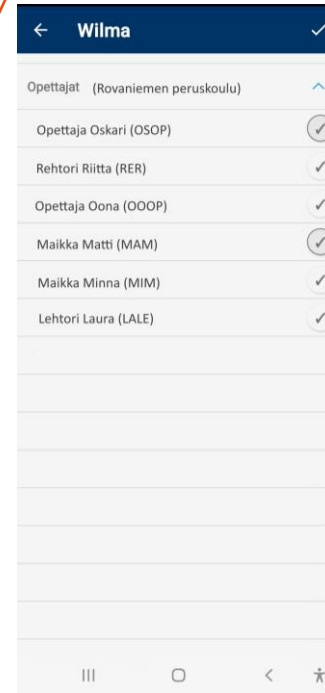 Wilma
Opettajat (Rovaniemen peruskoulu)
Opettaja Oskari (OSOP)
Rehtori Riitta (RER)
Opettaja Oona (OOOP)
Maikka Matti (MAM)
Maikka Minna (MIM)
Lehtori Laura (LALE)